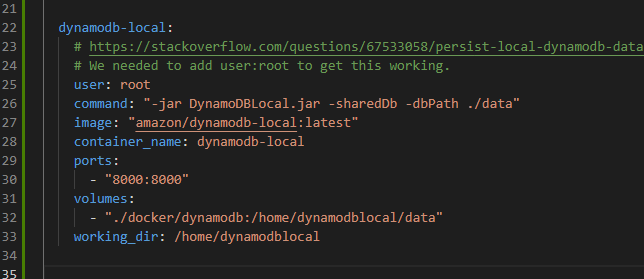 21
22 dynamodb-local:
23 # https://stackoverflow.com/questions/67533058/persist-local-dynamodb-data
24 # We needed to add user:root to get this working.
25 user: root
26 command: "-jar DynamoDBLocal.jar -sharedDb -dbPath ./data"
27 image: "amazon/dynamodb-local:latest"
28 container_name: dynamodb-local
29 ports:
30 - "8000:8000"
31 volumes:
32 - "./docker/dynamodb:/home/dynamodblocal/data"
33 working_dir: /home/dynamodblocal
34
35